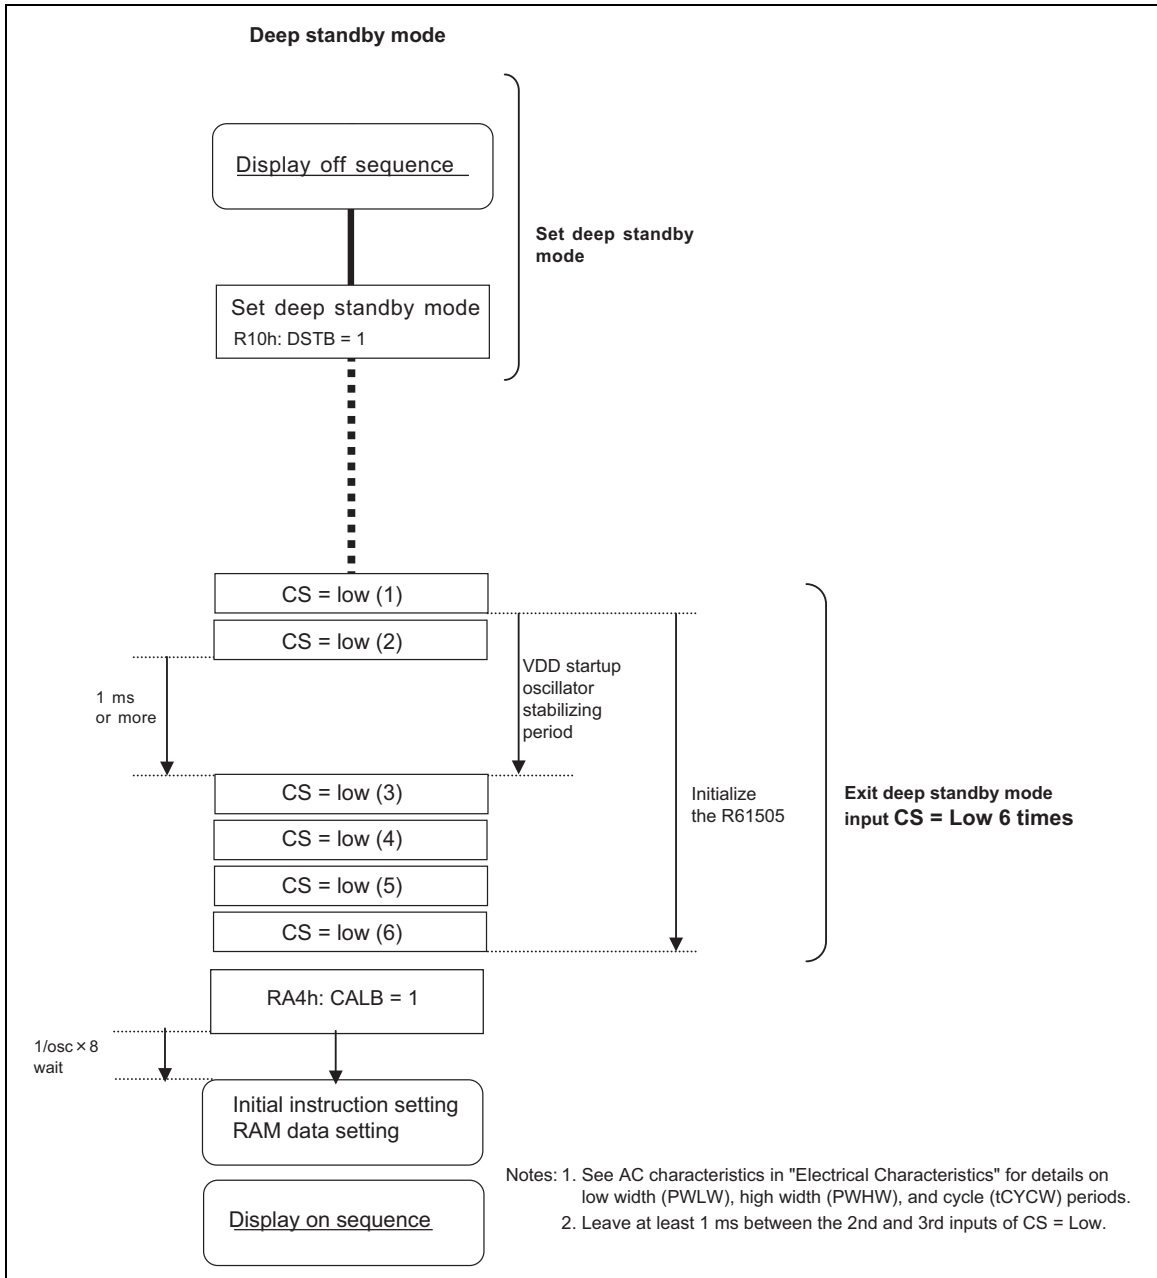 Deep standby mode
Display off sequence
Set deep standby
mode
Set deep standby mode
R10h: DSTB = 1
CS = low (1)
CS = low (2)
1 ms
or more
VDD startup
oscillator
stabilizing
period
CS = low (3)
CS = low (4)
CS = low (5)
CS = low (6)
Initialize
the R61505
Exit deep standby mode
input CS = Low 6 times
RA4h: CALB = 1
1/osc × 8
wait
Initial instruction setting
RAM data setting
Display on sequence
Notes: 1. See AC characteristics in "Electrical Characteristics" for details on
low width (PWLW), high width (PWHW), and cycle (tCYCW) periods.
2. Leave at least 1 ms between the 2nd and 3rd inputs of CS = Low.